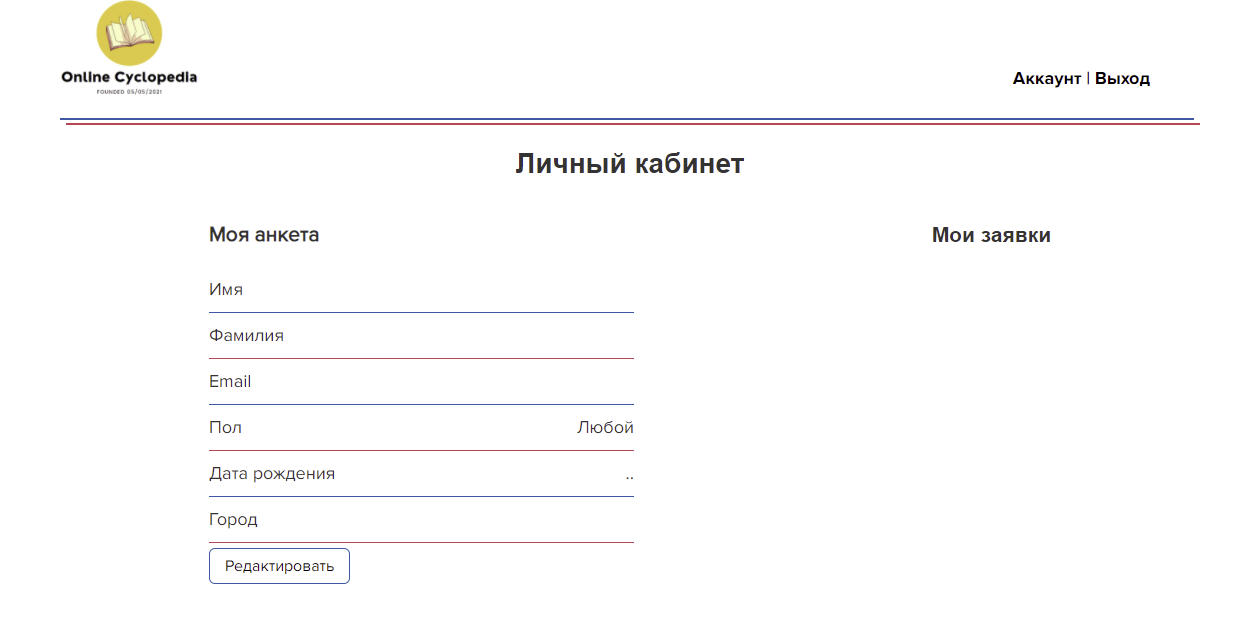 Online Cyclopedia
FOUNDED 05/05/2021
Аккаунт | Выход
Личный кабинет
Моя анкета
Мои заявки
Имя
Фамилия
Email
Пол Любой
Дата рождения ..
Город
Редактировать